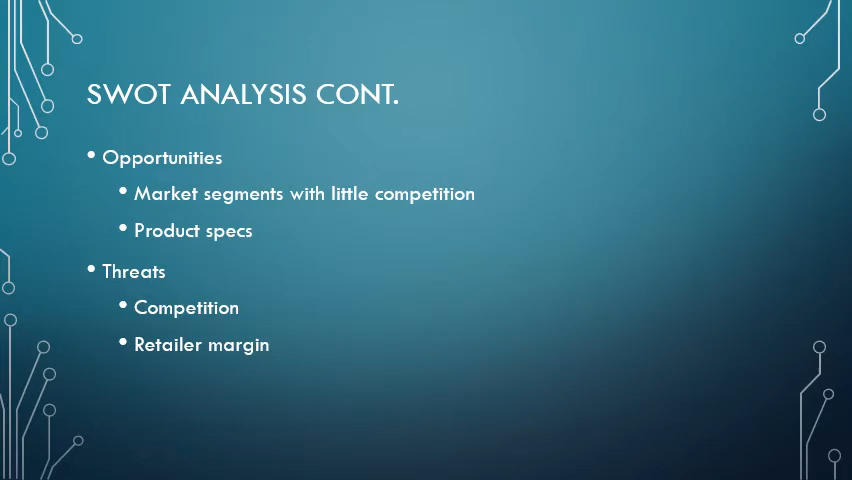 SWOT ANALYSIS CONT.
• Opportunities
• Market segments with little competition
• Product specs
• Threats
• Competition
• Retailer margin